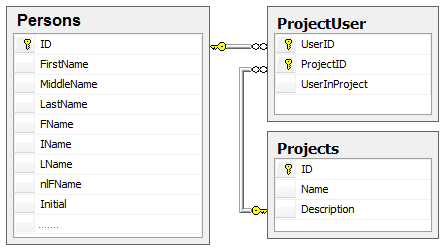 Persons
ID
FirstName
MiddleName
LastName
FName
IName
LName
nlFName
Initial
.......
ProjectUser
UserID
ProjectID
UserInProject
Projects
ID
Name
Description